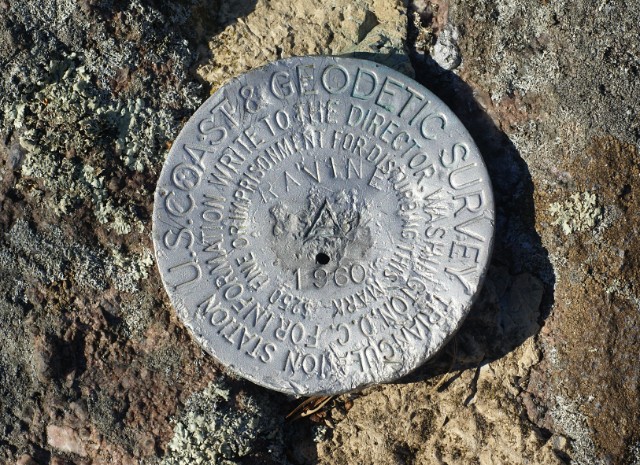 U.S. COAST & GEODETIC SURVEY
TRIANGULATION STATION
FOR INFORMATION WRITE TO THE DIRECTOR, WASHINGTON, D.C.
$250 FINE OR IMPRISONMENT FOR DISTURBING THIS MARK
RAVINE
1960